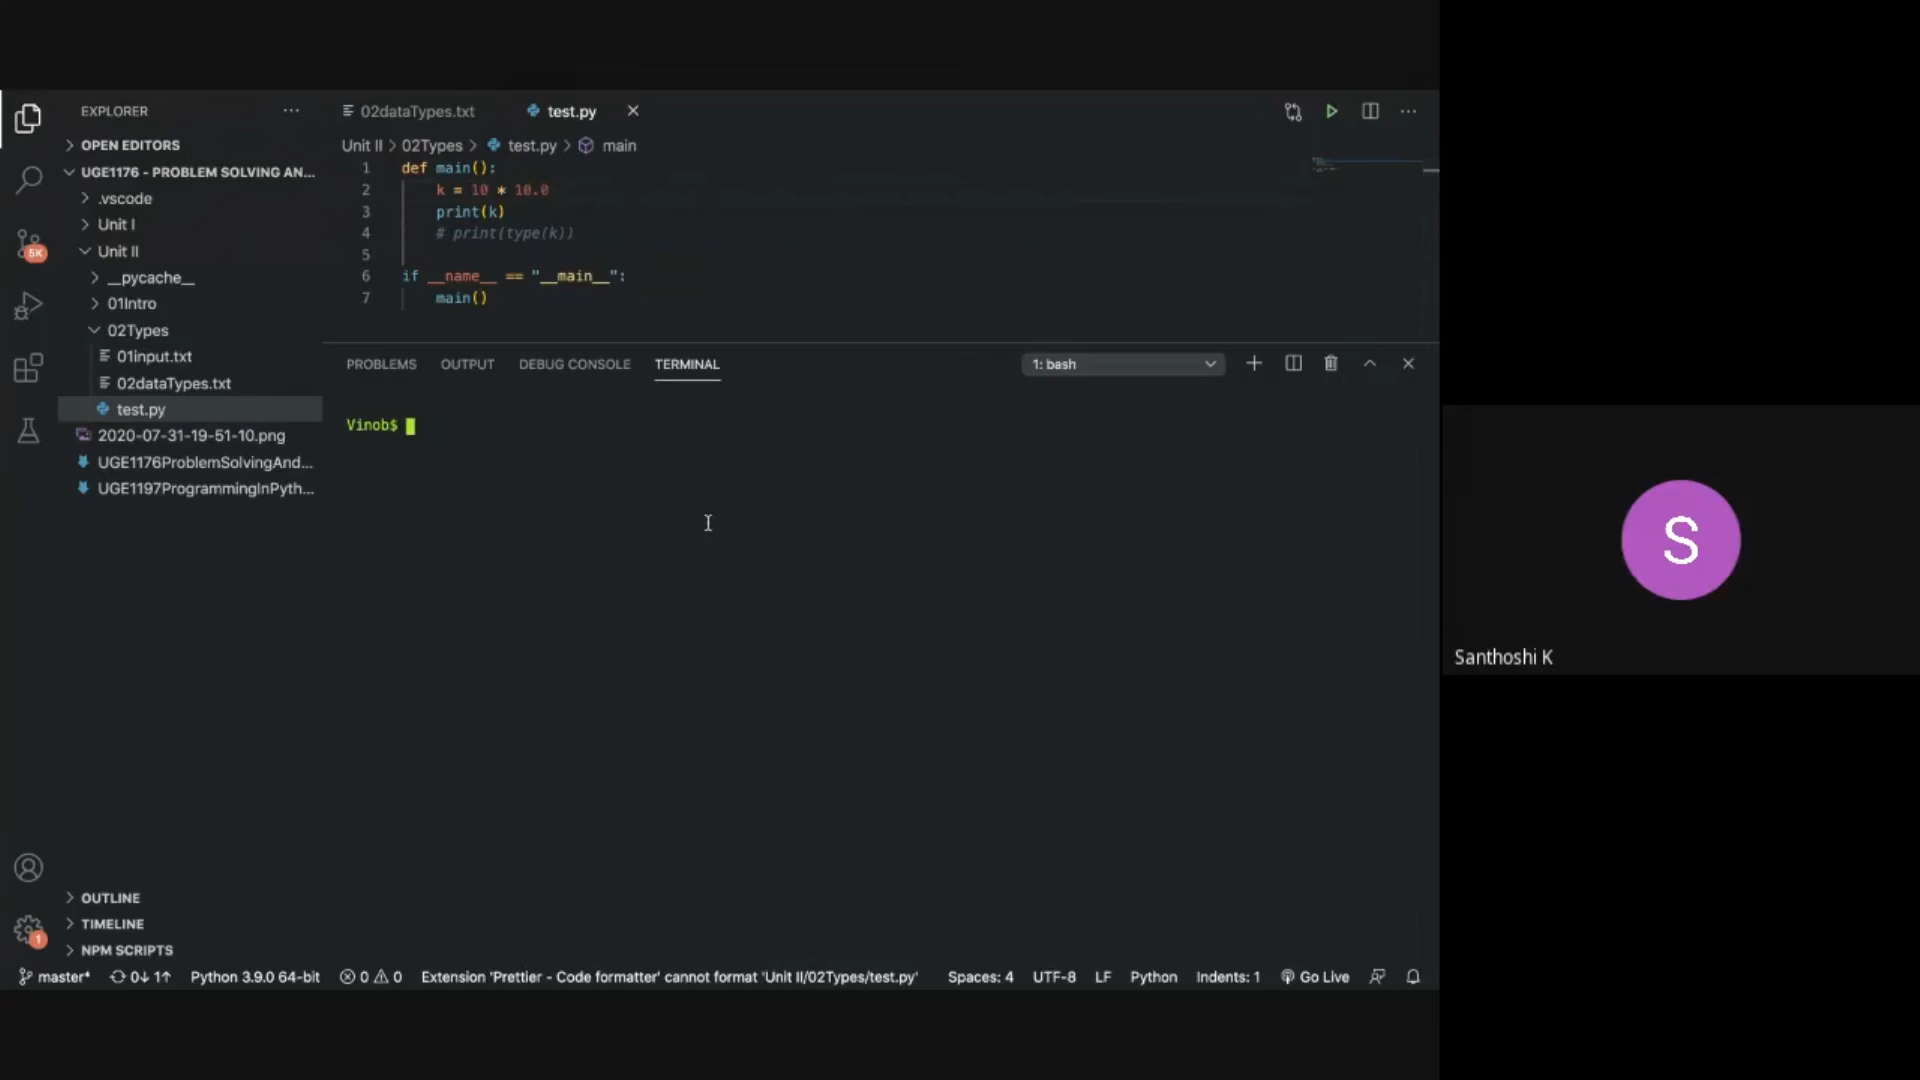 EXPLORER
OPEN EDITORS
UGE1176 - PROBLEM SOLVING AN...
.vscode
Unit I
Unit II
__pycache__
01Intro
02Types
01input.txt
02dataTypes.txt
test.py
2020-07-31-19-51-10.png
UGE1176ProblemSolvingAnd...
UGE1197ProgrammingInPyth...
OUTLINE
TIMELINE
NPM SCRIPTS
5K
1
02dataTypes.txt test.py
Unit II > 02Types > test.py > main
1 def main():
2 k = 10 * 10.0
3 print(k)
4 # print(type(k))
5
6 if __name__ == "__main__":
7 main()
PROBLEMS OUTPUT DEBUG CONSOLE TERMINAL 1: bash
Vinob$
master* 0↓ 1↑ Python 3.9.0 64-bit 0 0 Extension 'Prettier - Code formatter' cannot format 'Unit II/02Types/test.py' Spaces: 4 UTF-8 LF Python Indents: 1 Go Live
S
Santhoshi K